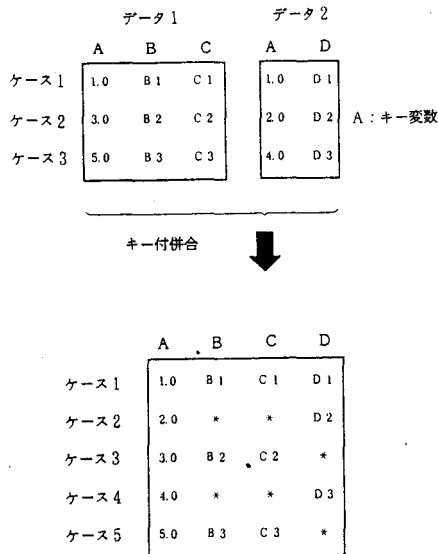 データ1 データ2
A B C A D
ケース1 1.0 B1 C1 1.0 D1
ケース2 3.0 B2 C2 2.0 D2 A：キー変数
ケース3 5.0 B3 C3 4.0 D3
キー付併合
A B C D
ケース1 1.0 B1 C1 D1
ケース2 2.0 * * D2
ケース3 3.0 B2 C2 *
ケース4 4.0 * * D3
ケース5 5.0 B3 C3 *